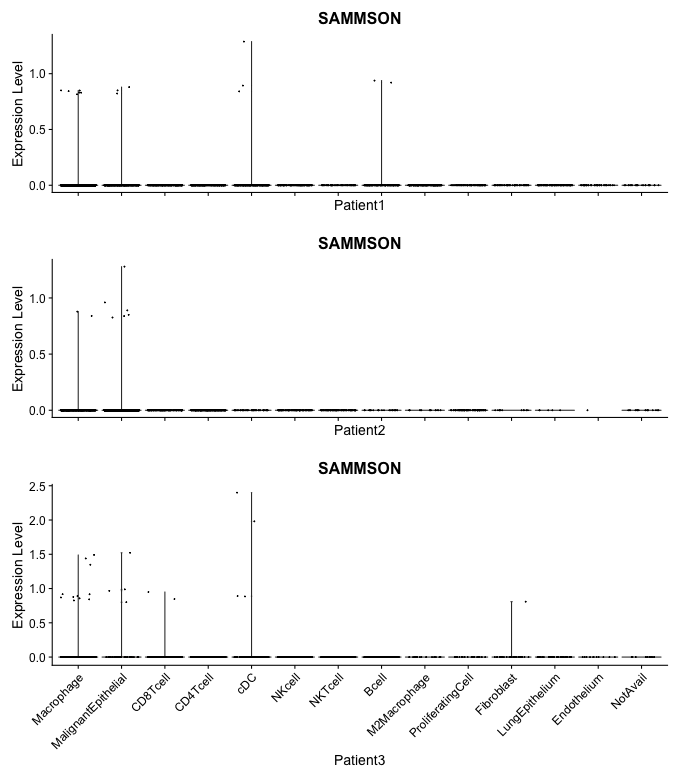 SAMMSON
Expression Level
1.0
0.5
0.0
Patient1
SAMMSON
Expression Level
1.0
0.5
0.0
Patient2
SAMMSON
Expression Level
2.5
2.0
1.5
1.0
0.5
0.0
Macrophage
MalignantEpithelial
CD8Tcell
CD4Tcell
cDC
NKcell
NKTcell
Bcell
M2Macrophage
ProliferatingCell
Fibroblast
LungEpithelium
Endothelium
NotAvail
Patient3